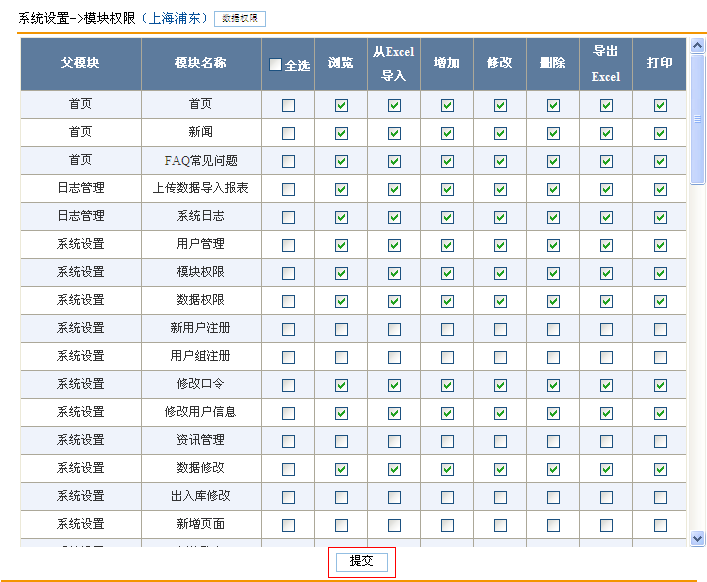 系统设置->模块权限（上海浦东） 数据权限
父模块 模块名称 全选 浏览 从Excel导入 增加 修改 删除 导出Excel 打印
首页 首页
首页 新闻
首页 FAQ常见问题
日志管理 上传数据导入报表
日志管理 系统日志
系统设置 用户管理
系统设置 模块权限
系统设置 数据权限
系统设置 新用户注册
系统设置 用户组注册
系统设置 修改口令
系统设置 修改用户信息
系统设置 资讯管理
系统设置 数据修改
系统设置 出入库修改
系统设置 新增页面
提交